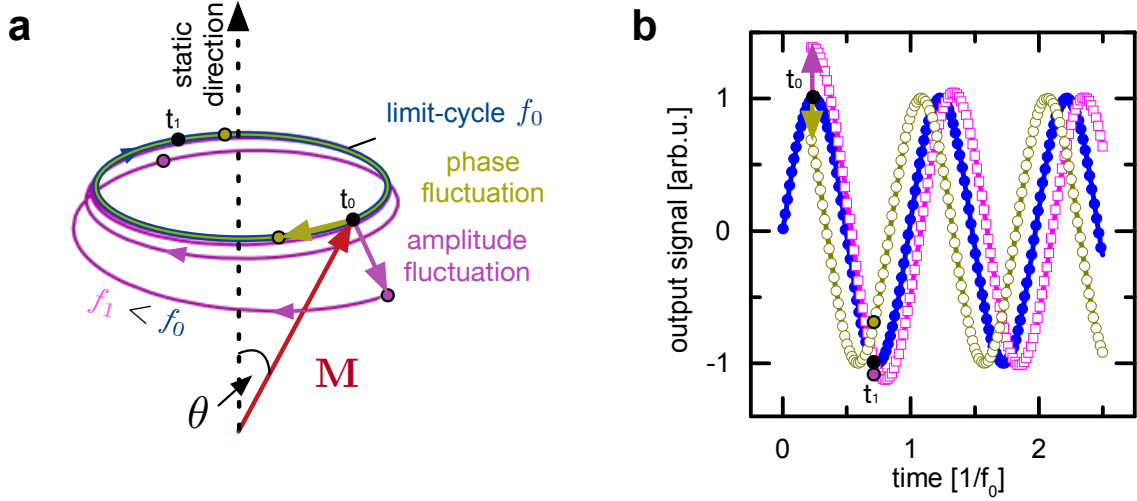 a
static
direction
t₁
limit-cycle f₀
phase
fluctuation
t₀
amplitude
fluctuation
f₁ < f₀
M
θ
b
output signal [arb.u.]
1
0
-1
t₀
t₁
0
1
2
time [1/f₀]